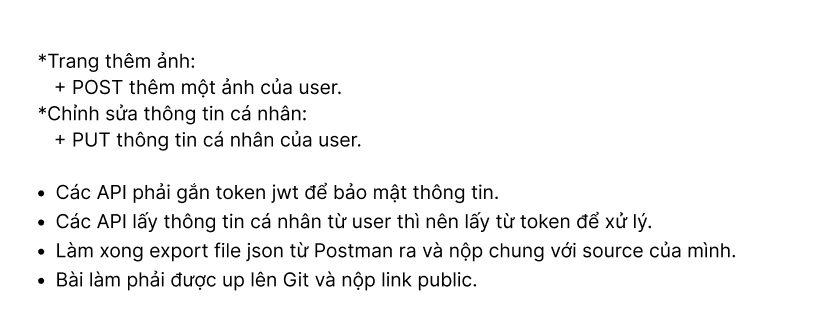 *Trang thêm ảnh:
+ POST thêm một ảnh của user.
*Chỉnh sửa thông tin cá nhân:
+ PUT thông tin cá nhân của user.
• Các API phải gắn token jwt để bảo mật thông tin.
• Các API lấy thông tin cá nhân từ user thì nên lấy từ token để xử lý.
• Làm xong export file json từ Postman ra và nộp chung với source của mình.
• Bài làm phải được up lên Git và nộp link public.